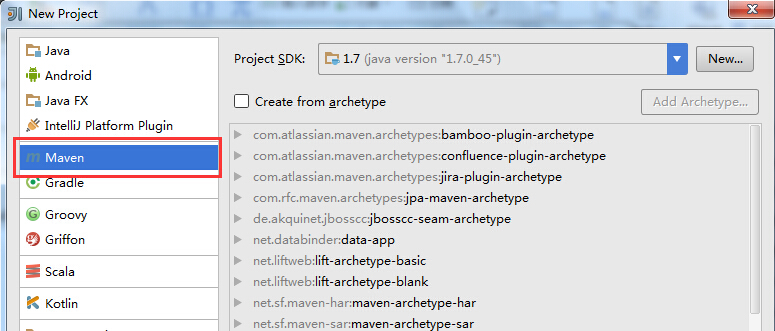 New Project
Java
Android
Java FX
IntelliJ Platform Plugin
Maven
Gradle
Groovy
Griffon
Scala
Kotlin
Project SDK: 1.7 (java version "1.7.0_45") New...
Create from archetype Add Archetype...
com.atlassian.maven.archetypes:bamboo-plugin-archetype
com.atlassian.maven.archetypes:confluence-plugin-archetype
com.atlassian.maven.archetypes:jira-plugin-archetype
com.rfc.maven.archetypes:jpa-maven-archetype
de.akquinet.jbosscc:jbosscc-seam-archetype
net.databinder:data-app
net.liftweb:lift-archetype-basic
net.liftweb:lift-archetype-blank
net.sf.maven-har:maven-archetype-har
net.sf.maven-sar:maven-archetype-sar